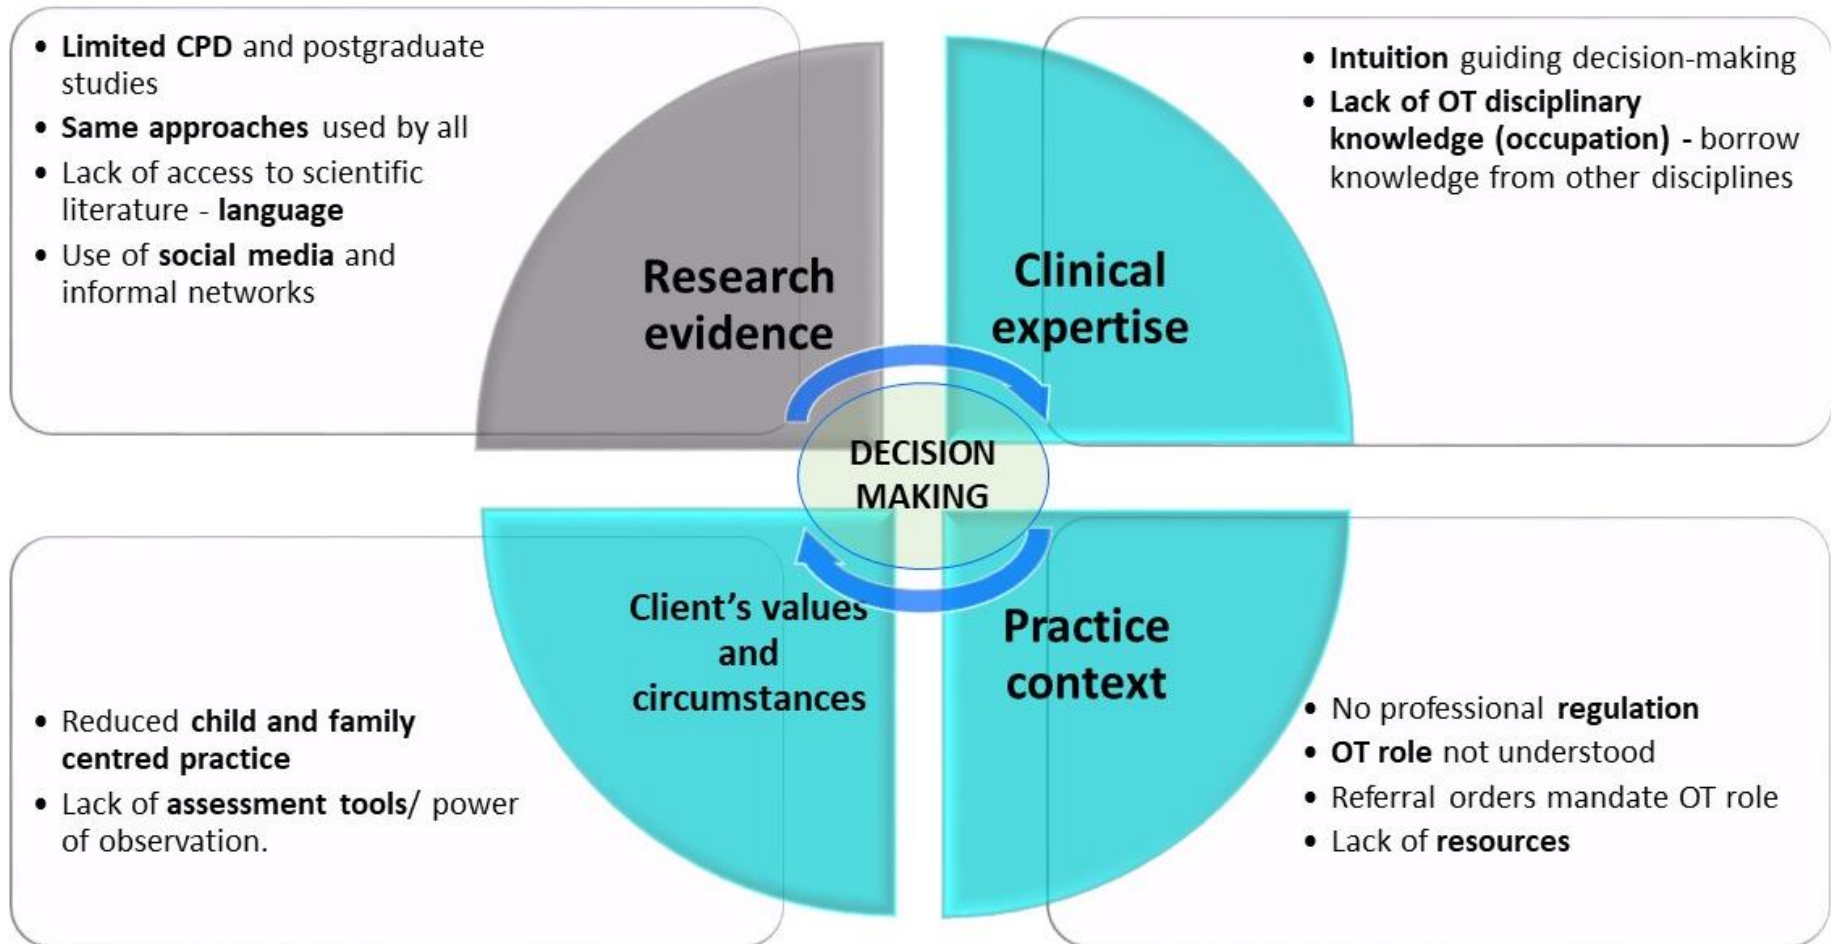 • Limited CPD and postgraduate
studies
• Same approaches used by all
• Lack of access to scientific
literature - language
• Use of social media and
informal networks
Research
evidence
• Intuition guiding decision-making
• Lack of OT disciplinary
knowledge (occupation) - borrow
knowledge from other disciplines
Clinical
expertise
DECISION
MAKING
Client’s values
and
circumstances
• Reduced child and family
centred practice
• Lack of assessment tools/ power
of observation.
Practice
context
• No professional regulation
• OT role not understood
• Referral orders mandate OT role
• Lack of resources